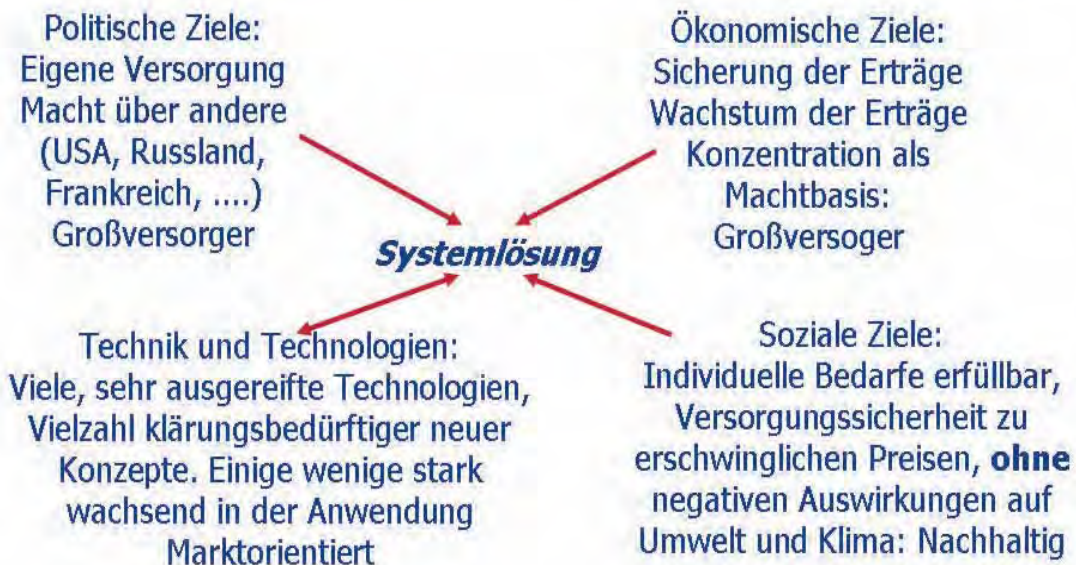 Politische Ziele:
Eigene Versorgung
Macht über andere
(USA, Russland,
Frankreich, ....)
Großversorger
Ökonomische Ziele:
Sicherung der Erträge
Wachstum der Erträge
Konzentration als
Machtbasis:
Großversoger
Systemlösung
Technik und Technologien:
Viele, sehr ausgereifte Technologien,
Vielzahl klärungsbedürftiger neuer
Konzepte. Einige wenige stark
wachsend in der Anwendung
Marktorientiert
Soziale Ziele:
Individuelle Bedarfe erfüllbar,
Versorgungssicherheit zu
erschwinglichen Preisen, ohne
negativen Auswirkungen auf
Umwelt und Klima: Nachhaltig